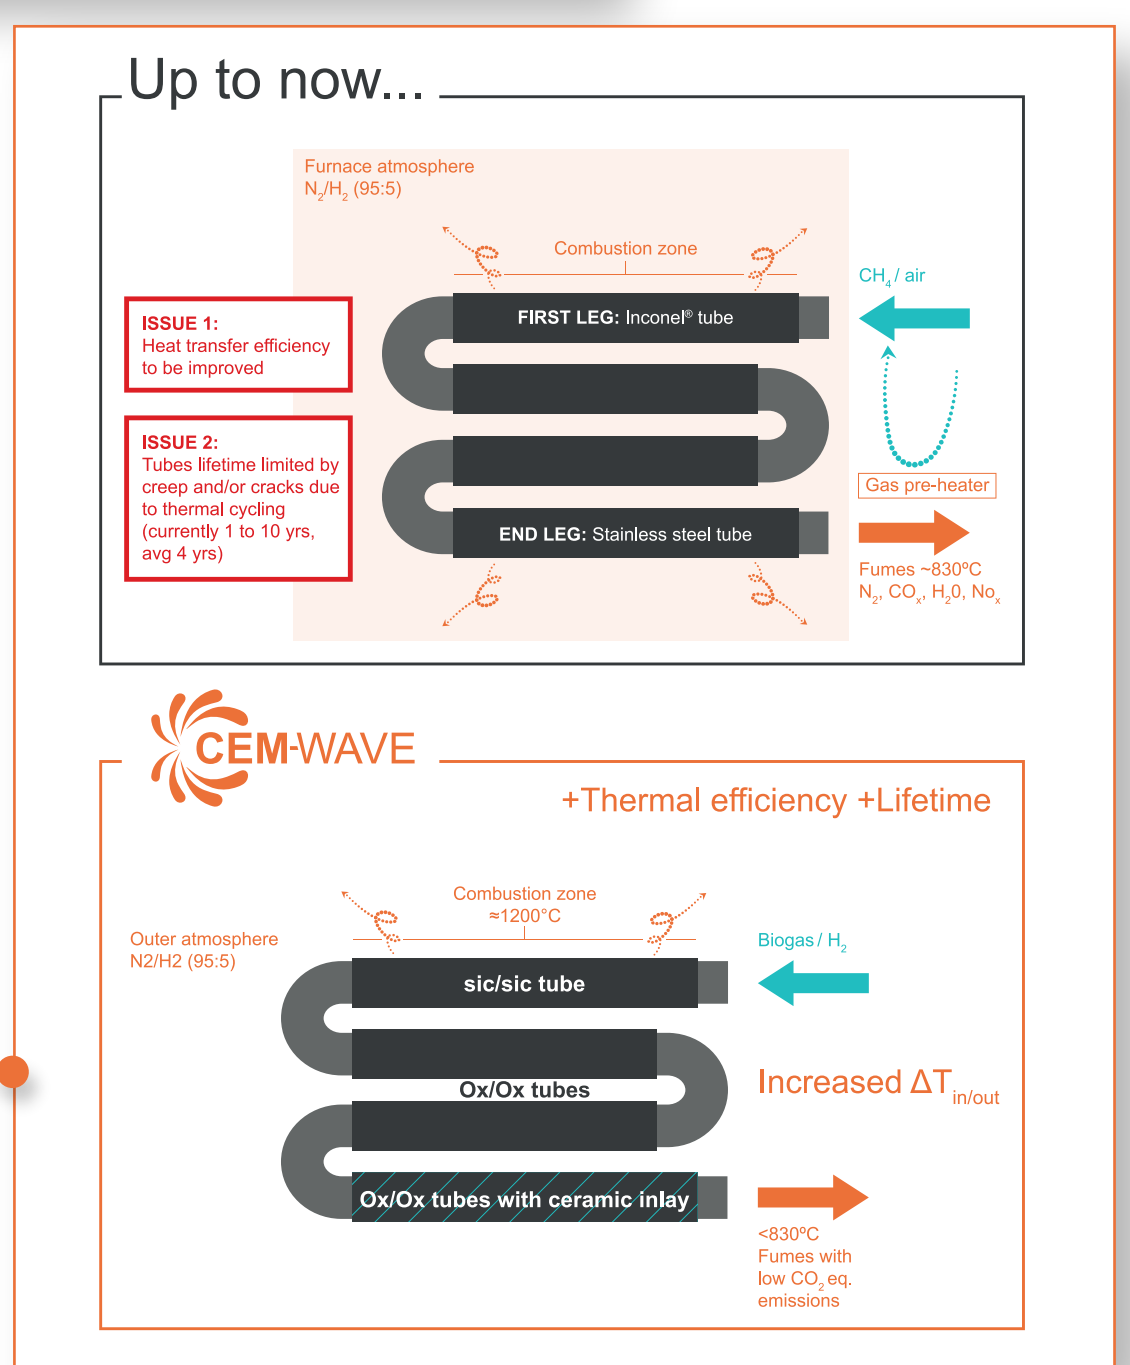 Up to now...
Furnace atmosphere
N₂/H₂ (95:5)
Combustion zone
CH₄ / air
FIRST LEG: Inconel® tube
ISSUE 1:
Heat transfer efficiency
to be improved
ISSUE 2:
Tubes lifetime limited by
creep and/or cracks due
to thermal cycling
(currently 1 to 10 yrs,
avg 4 yrs)
Gas pre-heater
END LEG: Stainless steel tube
Fumes ~830ºC
N₂, COₓ, H₂0, Noₓ
CEM-WAVE
+Thermal efficiency +Lifetime
Combustion zone
≈1200°C
Outer atmosphere
N2/H2 (95:5)
Biogas / H₂
sic/sic tube
Ox/Ox tubes
Increased ΔT in/out
Ox/Ox tubes with ceramic inlay
<830ºC
Fumes with
low CO₂ eq.
emissions